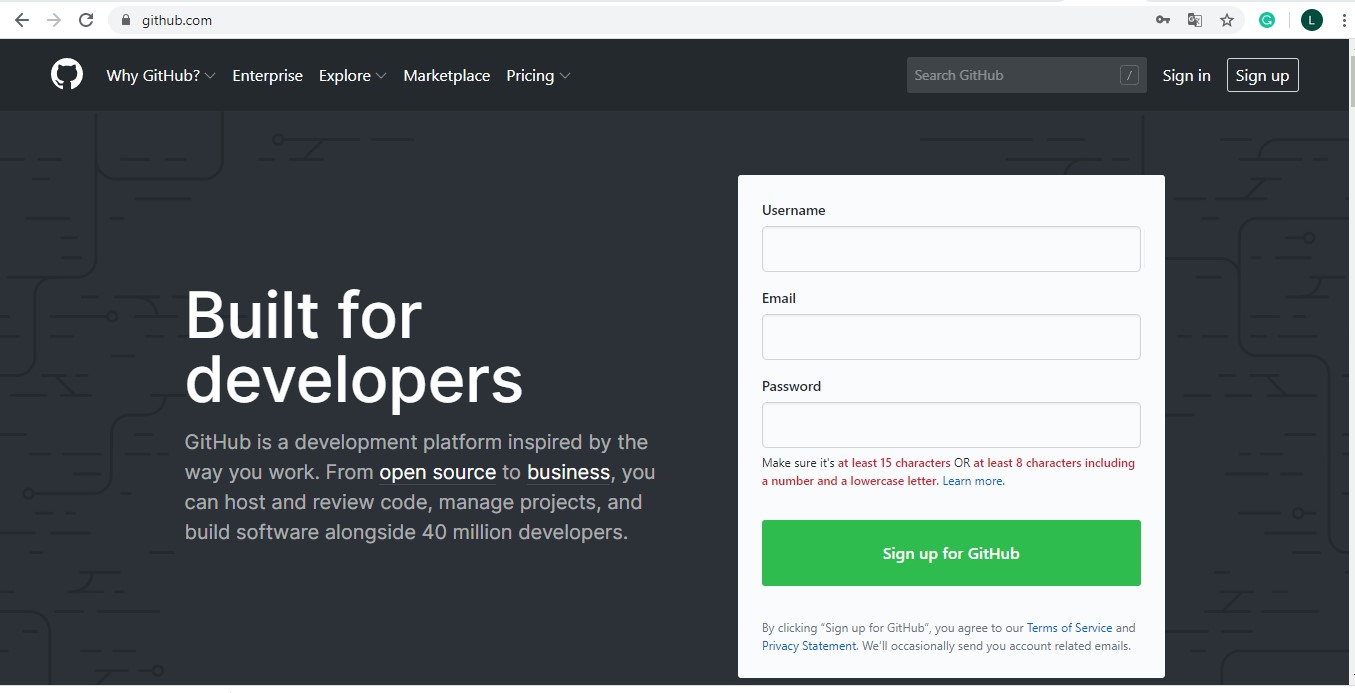 github.com
L
Why GitHub? Enterprise Explore Marketplace Pricing Search GitHub / Sign in Sign up
Built for
developers
GitHub is a development platform inspired by the
way you work. From open source to business, you
can host and review code, manage projects, and
build software alongside 40 million developers.
Username
Email
Password
Make sure it's at least 15 characters OR at least 8 characters including
a number and a lowercase letter. Learn more.
Sign up for GitHub
By clicking “Sign up for GitHub”, you agree to our Terms of Service and
Privacy Statement. We’ll occasionally send you account related emails.